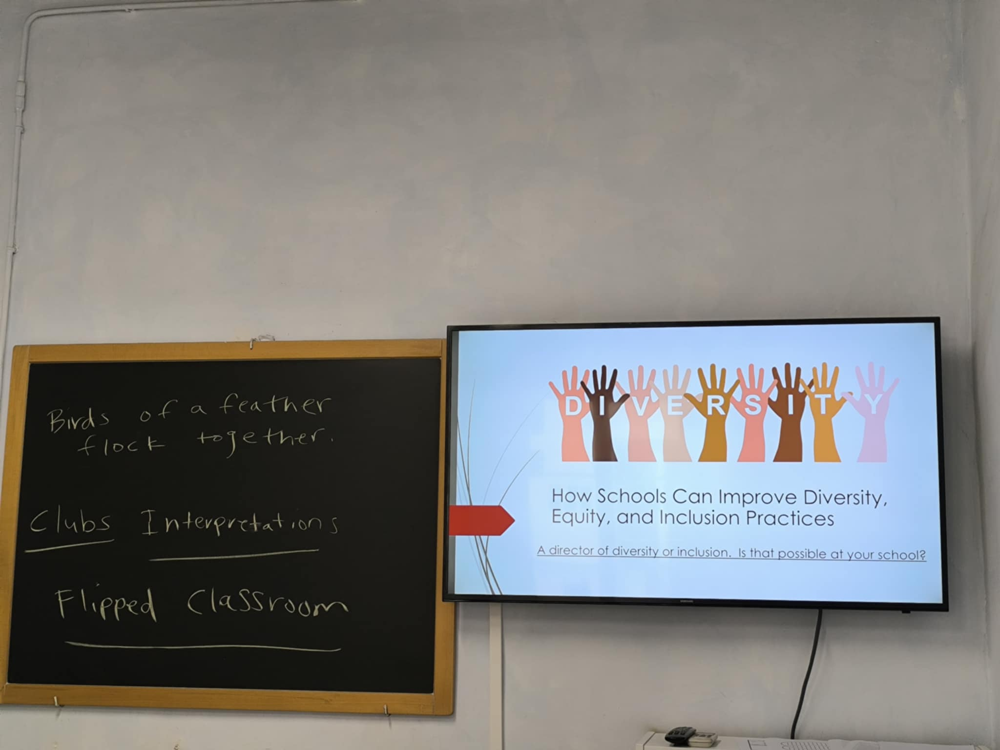 Birds of a feather
flock together.
Clubs Interpretations
Flipped Classroom
DIVERSITY
How Schools Can Improve Diversity,
Equity, and Inclusion Practices
A director of diversity or inclusion. Is that possible at your school?
SAMSUNG